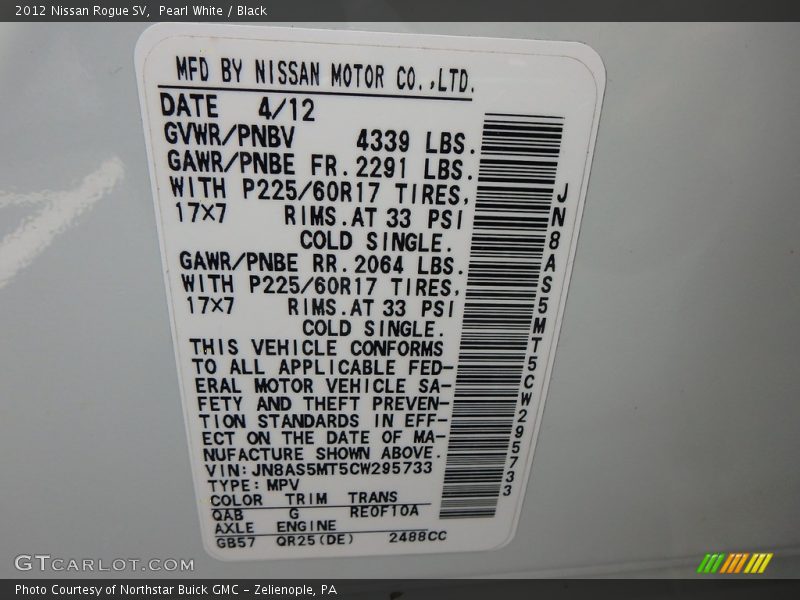 2012 Nissan Rogue SV, Pearl White / Black
MFD BY NISSAN MOTOR CO.,LTD.
DATE 4/12
GVWR/PNBV 4339 LBS.
GAWR/PNBE FR. 2291 LBS.
WITH P225/60R17 TIRES,
17X7 RIMS.AT 33 PSI
COLD SINGLE.
GAWR/PNBE RR. 2064 LBS.
WITH P225/60R17 TIRES,
17X7 RIMS.AT 33 PSI
COLD SINGLE.
THIS VEHICLE CONFORMS
TO ALL APPLICABLE FED-
ERAL MOTOR VEHICLE SA-
FETY AND THEFT PREVEN-
TION STANDARDS IN EFF-
ECT ON THE DATE OF MA-
NUFACTURE SHOWN ABOVE.
VIN:JN8AS5MT5CW295733
TYPE:MPV
COLOR TRIM TRANS
QAB G RE0F10A
AXLE ENGINE
GB57 QR25(DE) 2488CC
JN8AS5MT5CW295733
GTCARLOT.COM
Photo Courtesy of Northstar Buick GMC - Zelienople, PA